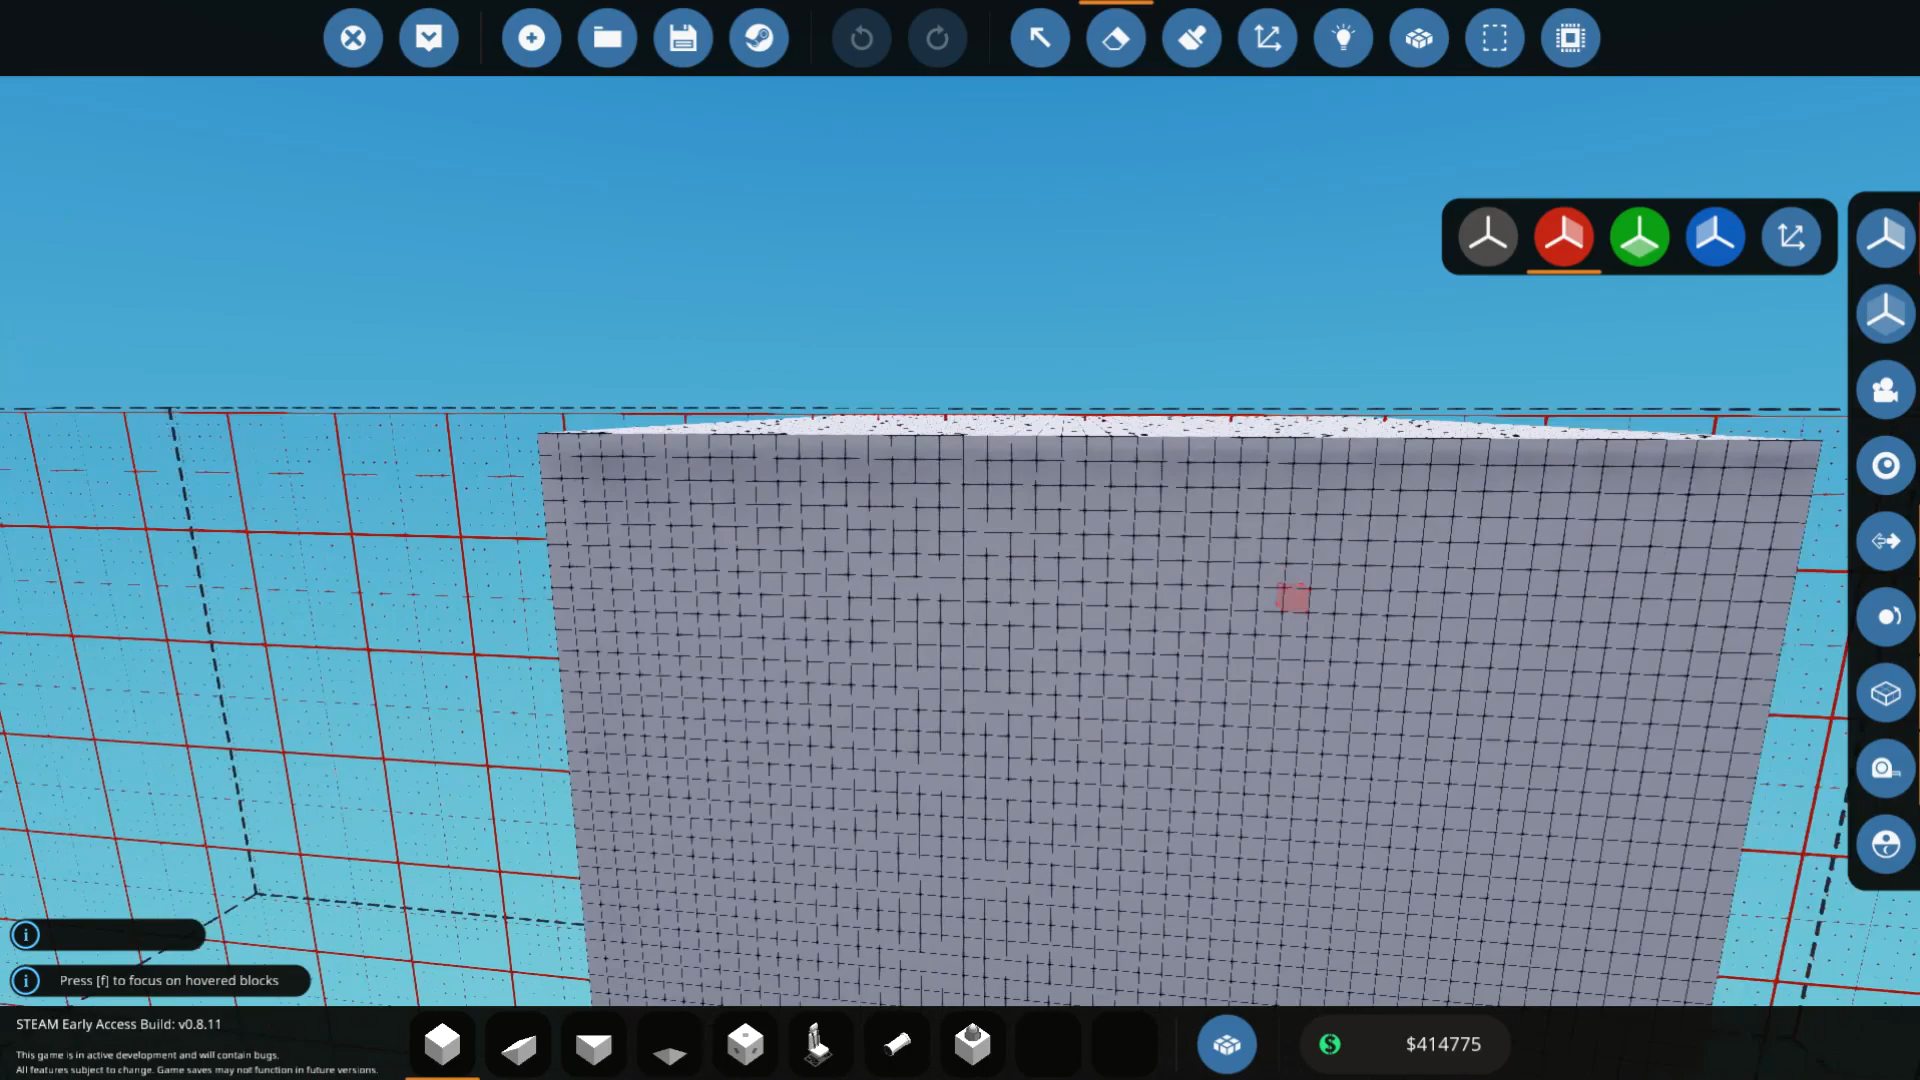 Press [f] to focus on hovered blocks
STEAM Early Access Build: v0.8.11
This game is in active development and will contain bugs.
All features subject to change. Game saves may not function in future versions.
$414775